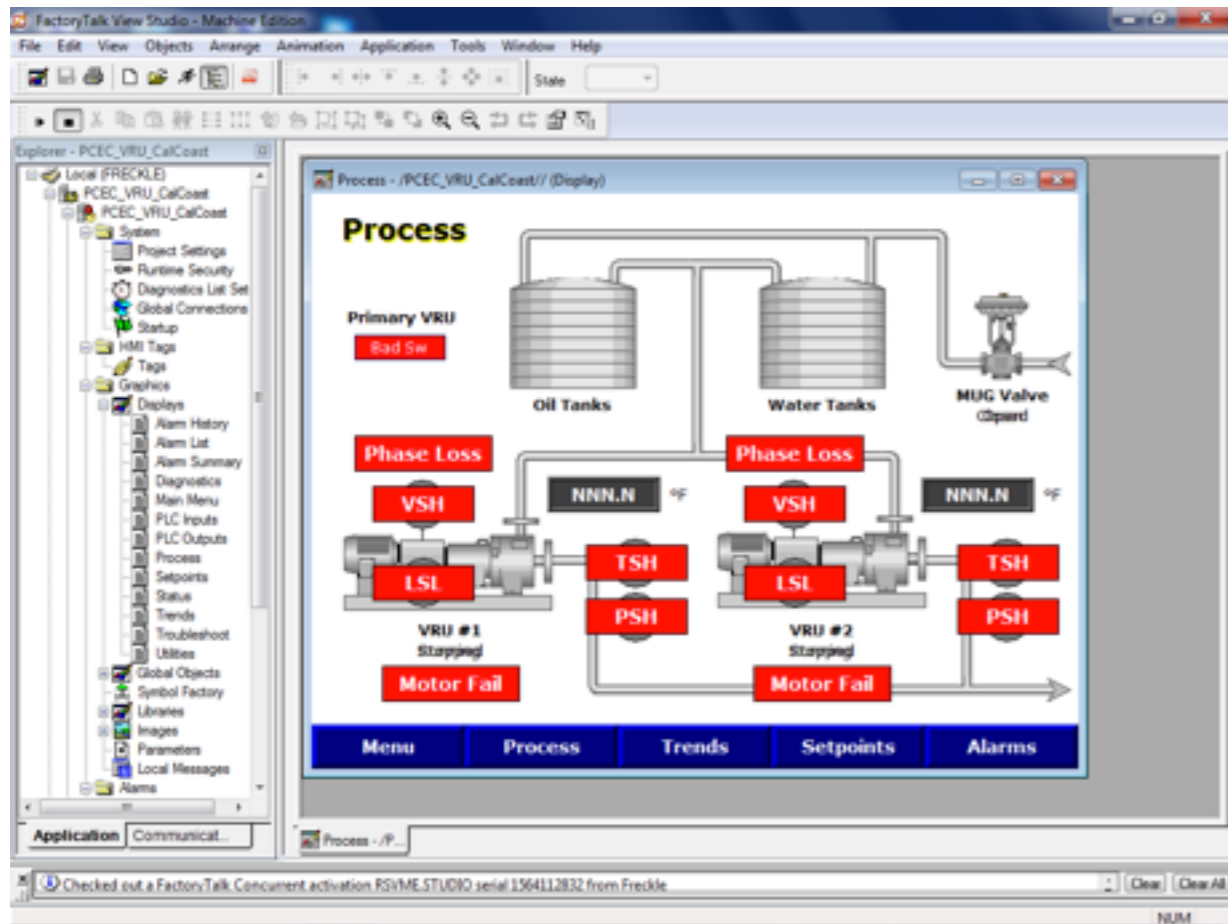 FactoryTalk View Studio - Machine Edition
File Edit View Objects Arrange Animation Application Tools Window Help
State
Explorer - PCEC_VRU_CalCoast
Local (FRECKLE)
PCEC_VRU_CalCoast
PCEC_VRU_CalCoast
System
Project Settings
Runtime Security
Diagnostics List Set
Global Connections
Startup
HMI Tags
Tags
Graphics
Displays
Alarm History
Alarm List
Alarm Summary
Diagnostics
Main Menu
PLC Inputs
PLC Outputs
Process
Setpoints
Status
Trends
Troubleshoot
Utilities
Global Objects
Symbol Factory
Libraries
Images
Parameters
Local Messages
Alarms
Application Communicat...
Process - /PCEC_VRU_CalCoast// (Display)
Process
Primary VRU
Bad Sw
Oil Tanks
Water Tanks
MUG Valve
Phase Loss
Phase Loss
VSH
NNN.N °F
VSH
NNN.N °F
LSL
TSH
LSL
TSH
PSH
PSH
VRU #1
VRU #2
Motor Fail
Motor Fail
Menu Process Trends Setpoints Alarms
Process - /P...
Checked out a FactoryTalk Concurrent activation RSVME.STUDIO serial 1564112832 from Freckle
Clear Clear All
NUM